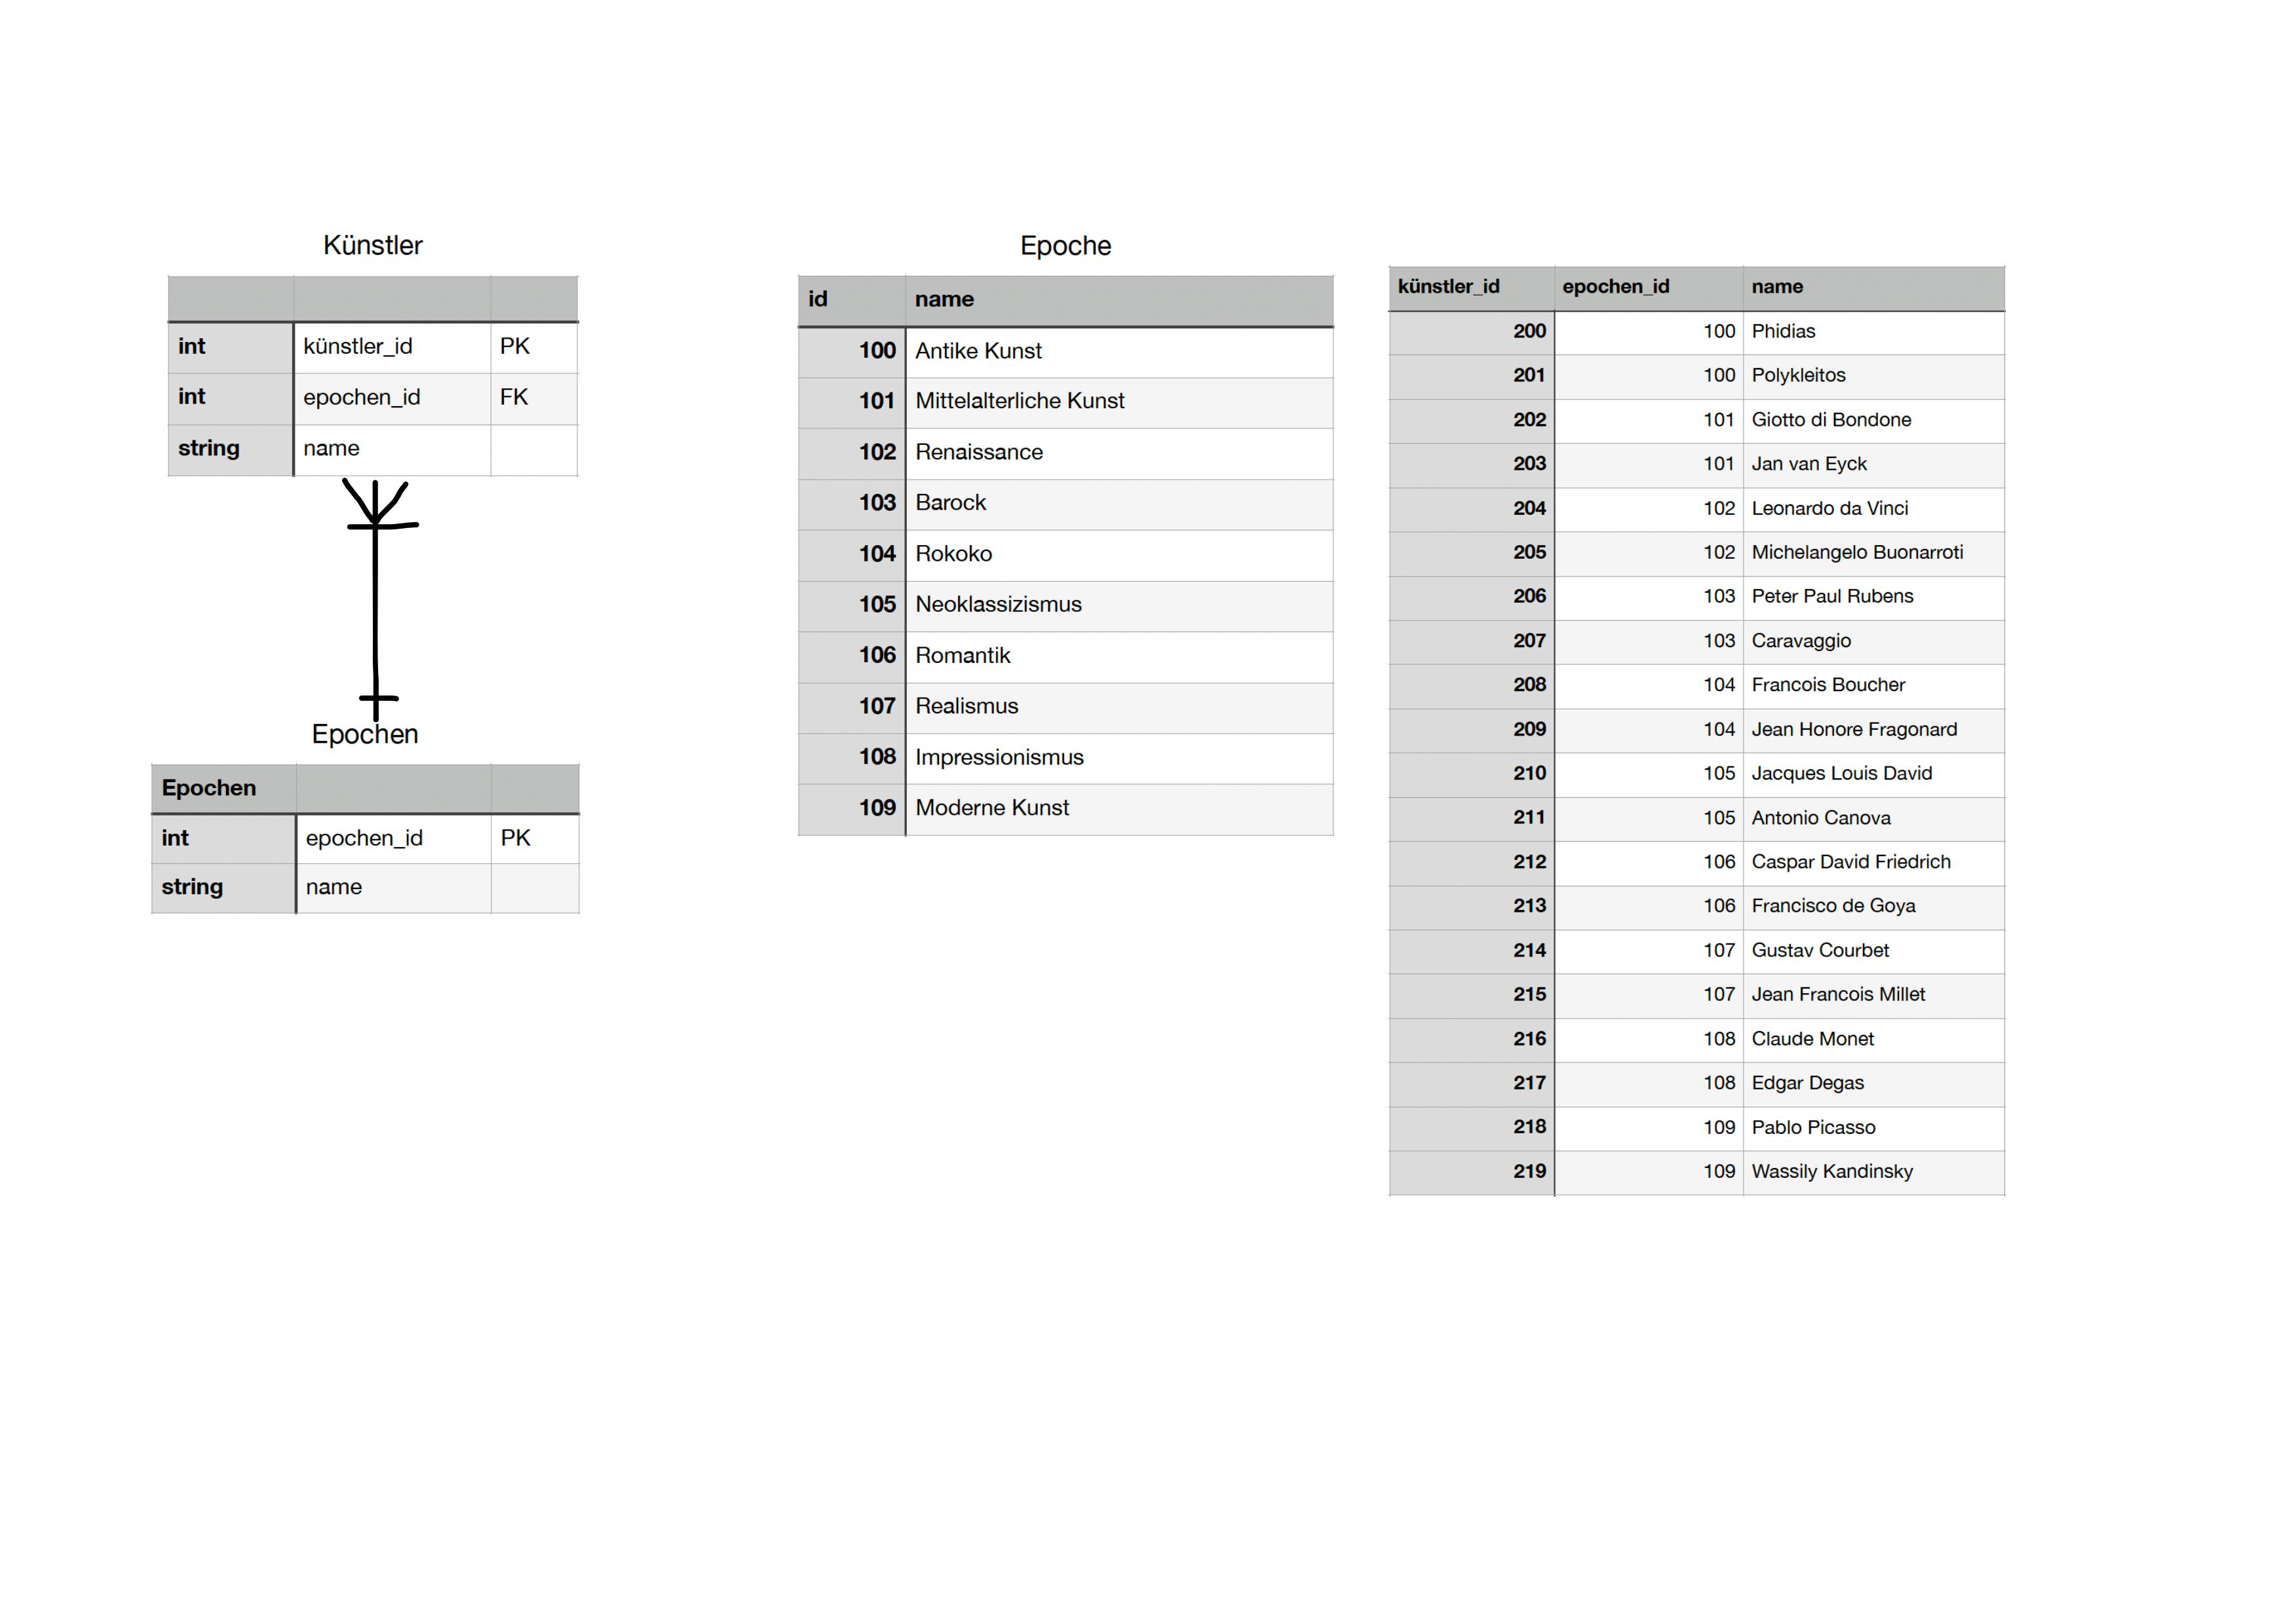 Künstler
int künstler_id PK
int epochen_id FK
string name
Epochen
Epochen
int epochen_id PK
string name
Epoche
id name
100 Antike Kunst
101 Mittelalterliche Kunst
102 Renaissance
103 Barock
104 Rokoko
105 Neoklassizismus
106 Romantik
107 Realismus
108 Impressionismus
109 Moderne Kunst
künstler_id epochen_id name
200 100 Phidias
201 100 Polykleitos
202 101 Giotto di Bondone
203 101 Jan van Eyck
204 102 Leonardo da Vinci
205 102 Michelangelo Buonarroti
206 103 Peter Paul Rubens
207 103 Caravaggio
208 104 Francois Boucher
209 104 Jean Honore Fragonard
210 105 Jacques Louis David
211 105 Antonio Canova
212 106 Caspar David Friedrich
213 106 Francisco de Goya
214 107 Gustav Courbet
215 107 Jean Francois Millet
216 108 Claude Monet
217 108 Edgar Degas
218 109 Pablo Picasso
219 109 Wassily Kandinsky